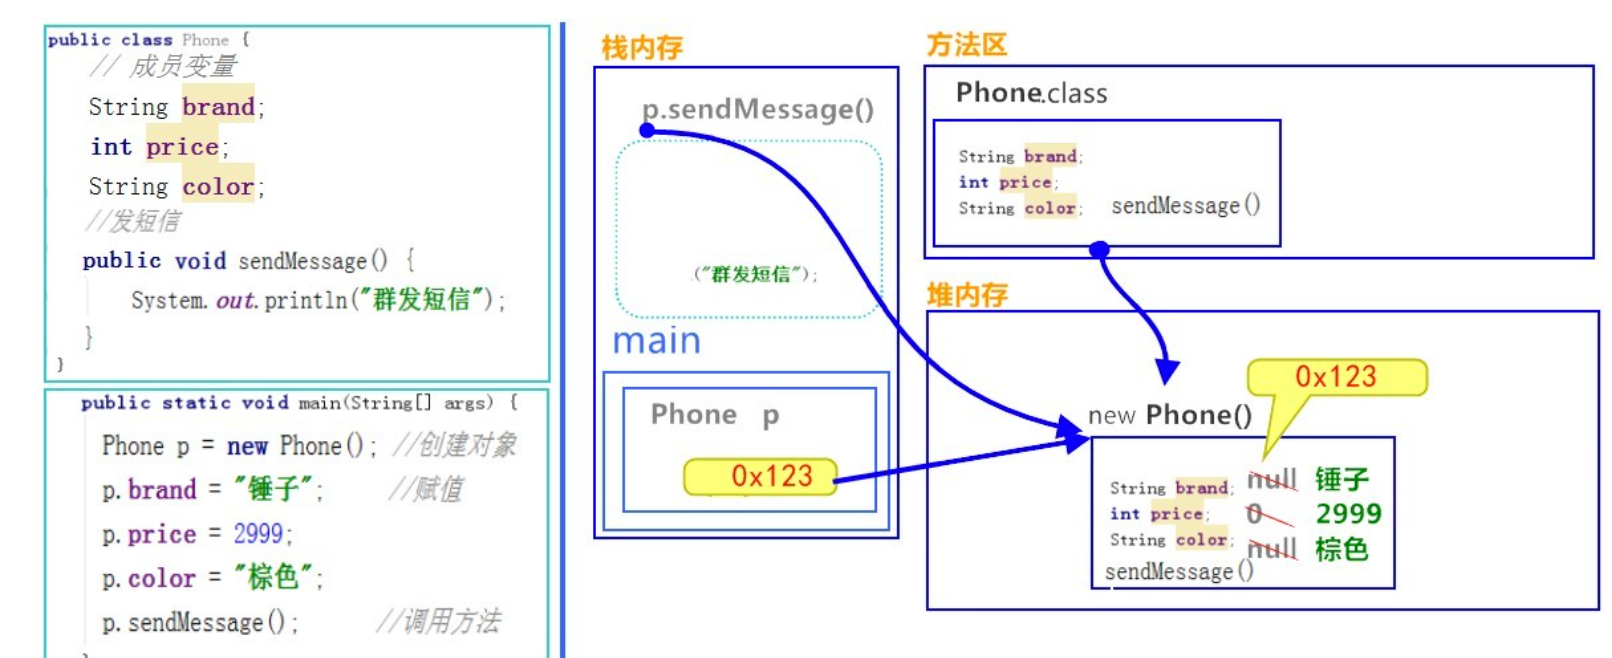 public class Phone {
// 成员变量
String brand;
int price;
String color;
//发短信
public void sendMessage() {
System.out.println("群发短信");
}
}
public static void main(String[] args) {
Phone p = new Phone(); //创建对象
p.brand = "锤子"; //赋值
p.price = 2999;
p.color = "棕色";
p.sendMessage(); //调用方法
栈内存
p.sendMessage()
("群发短信");
main
Phone p
0x123
方法区
Phone.class
String brand;
int price;
String color; sendMessage()
堆内存
0x123
new Phone()
String brand; null 锤子
int price; 0 2999
String color; null 棕色
sendMessage()